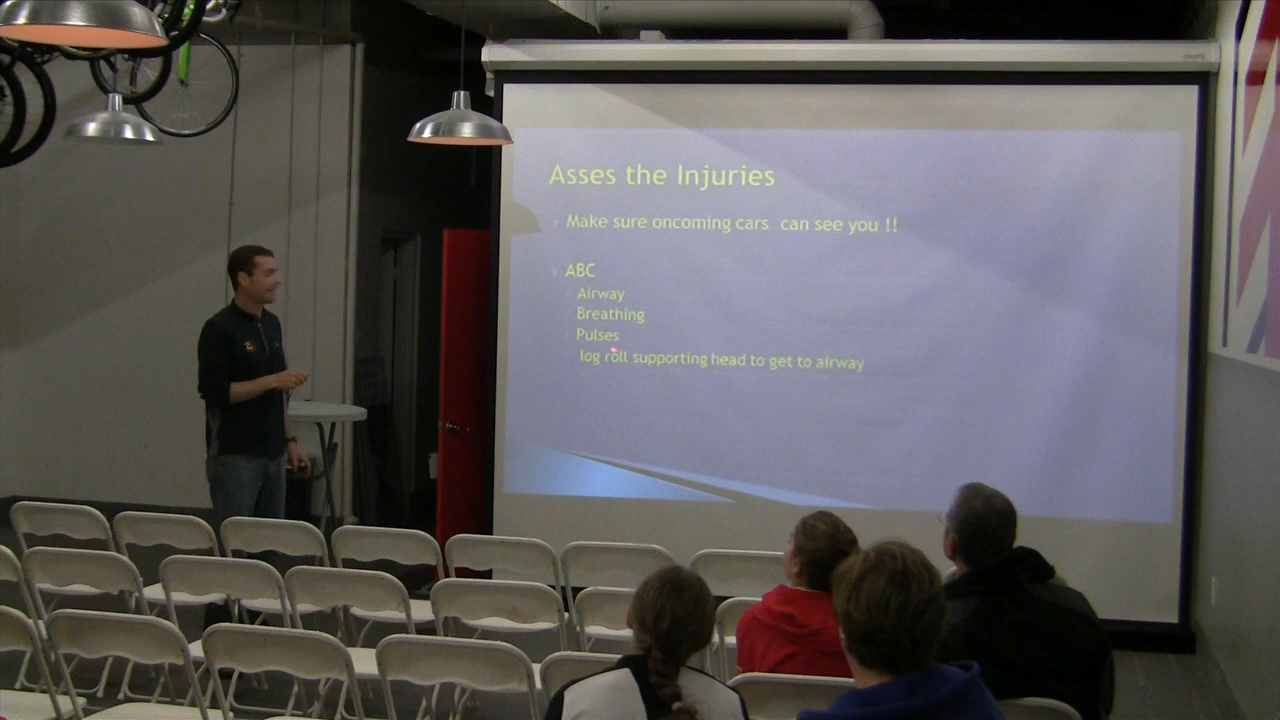 Asses the Injuries
Make sure oncoming cars can see you !!
ABC
Airway
Breathing
Pulses
log roll supporting head to get to airway